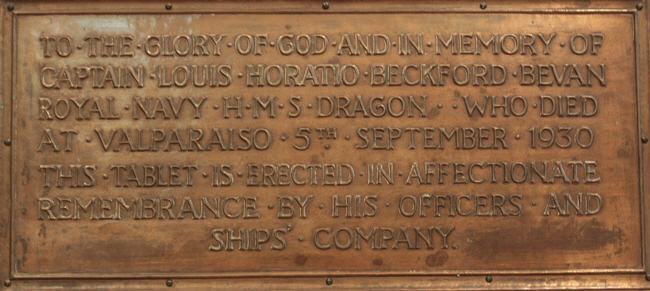 TO·THE·GLORY·OF·GOD·AND·IN·MEMORY·OF
CAPTAIN·LOUIS·HORATIO·BECKFORD·BEVAN
ROYAL·NAVY·H·M·S·DRAGON··WHO·DIED
AT·VALPARAISO·5TH·SEPTEMBER·1930
THIS·TABLET·IS·ERECTED·IN·AFFECTIONATE
REMEMBRANCE·BY·HIS·OFFICERS·AND
SHIPS'·COMPANY.